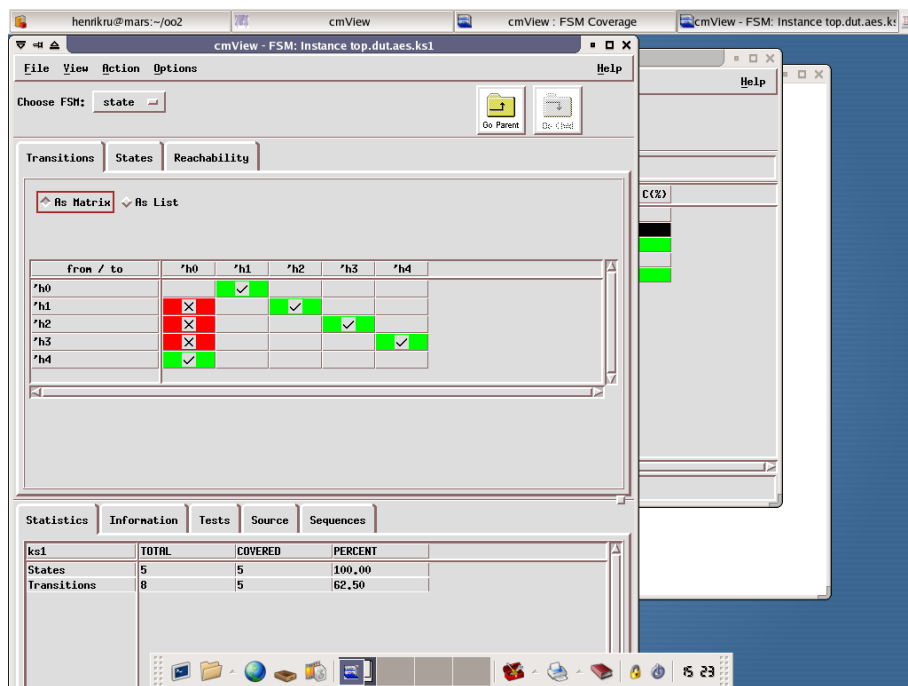 henrikru@mars:~/oo2
cmView
cmView : FSM Coverage
cmView - FSM: Instance top.dut.aes.ks
cmView - FSM: Instance top.dut.aes.ks1
File View Action Options Help
Help
Choose FSM: state
Go Parent
Go Child
Transitions States Reachability
C(%)
As Matrix As List
from / to 'h0 'h1 'h2 'h3 'h4
'h0
'h1
'h2
'h3
'h4
Statistics Information Tests Source Sequences
ks1 TOTAL COVERED PERCENT
States 5 5 100.00
Transitions 8 5 62.50
15 23